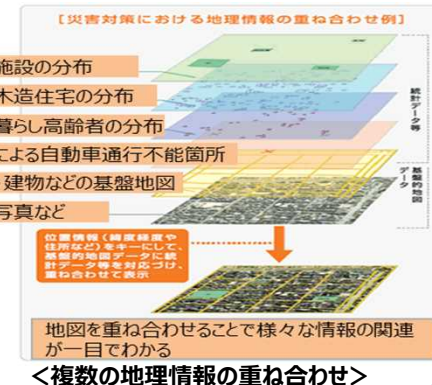 [災害対策における地理情報の重ね合わせ例]
施設の分布
木造住宅の分布
暮らし高齢者の分布
による自動車通行不能箇所
建物などの基盤地図
写真など
統計データ等
基盤的地図
データ
位置情報(緯度経度や
住所など)をキーにして、
基盤的地図データに統
計データ等を対応づけ、
重ね合わせて表示
地図を重ね合わせることで様々な情報の関連
が一目でわかる
<複数の地理情報の重ね合わせ>